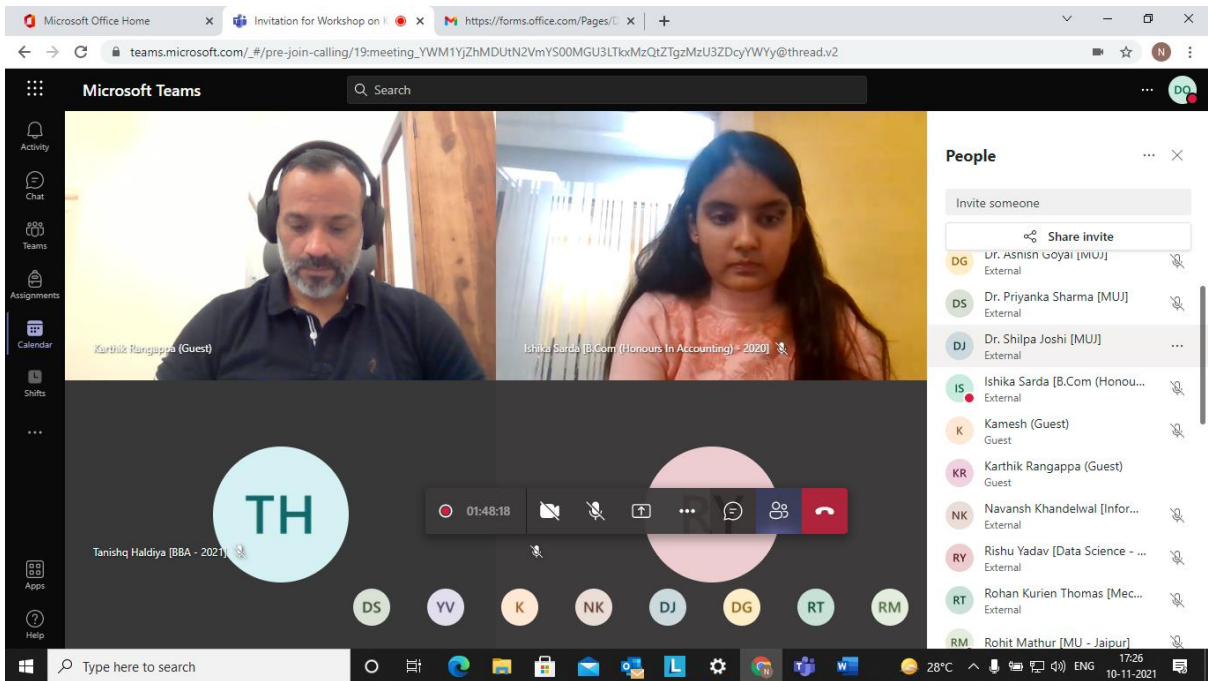 Microsoft Office Home
Invitation for Workshop on K
https://forms.office.com/Pages/D
teams.microsoft.com/_#/pre-join-calling/19:meeting_YWM1YjZhMDUtN2VmYS00MGU3LTkxMzQtZTgzMzU3ZDcyYWYy@thread.v2
N
Microsoft Teams
Search
DO
Activity
Chat
Teams
Assignments
Calendar
Shifts
Apps
Help
Karthik Rangappa (Guest)
Ishika Sarda [B.Com (Honours In Accounting) - 2020]
TH
Tanishq Haldiya [BBA - 2021]
RY
01:48:18
DS
YV
K
NK
DJ
DG
RT
RM
People
Invite someone
Share invite
DG
Dr. Ashish Goyal [MUJ]
External
DS
Dr. Priyanka Sharma [MUJ]
External
DJ
Dr. Shilpa Joshi [MUJ]
External
IS
Ishika Sarda [B.Com (Honou...
External
K
Kamesh (Guest)
Guest
KR
Karthik Rangappa (Guest)
Guest
NK
Navansh Khandelwal [Infor...
External
RY
Rishu Yadav [Data Science - ...
External
RT
Rohan Kurien Thomas [Mec...
External
RM
Rohit Mathur [MU - Jaipur]
Type here to search
28°C
ENG
17:26
10-11-2021